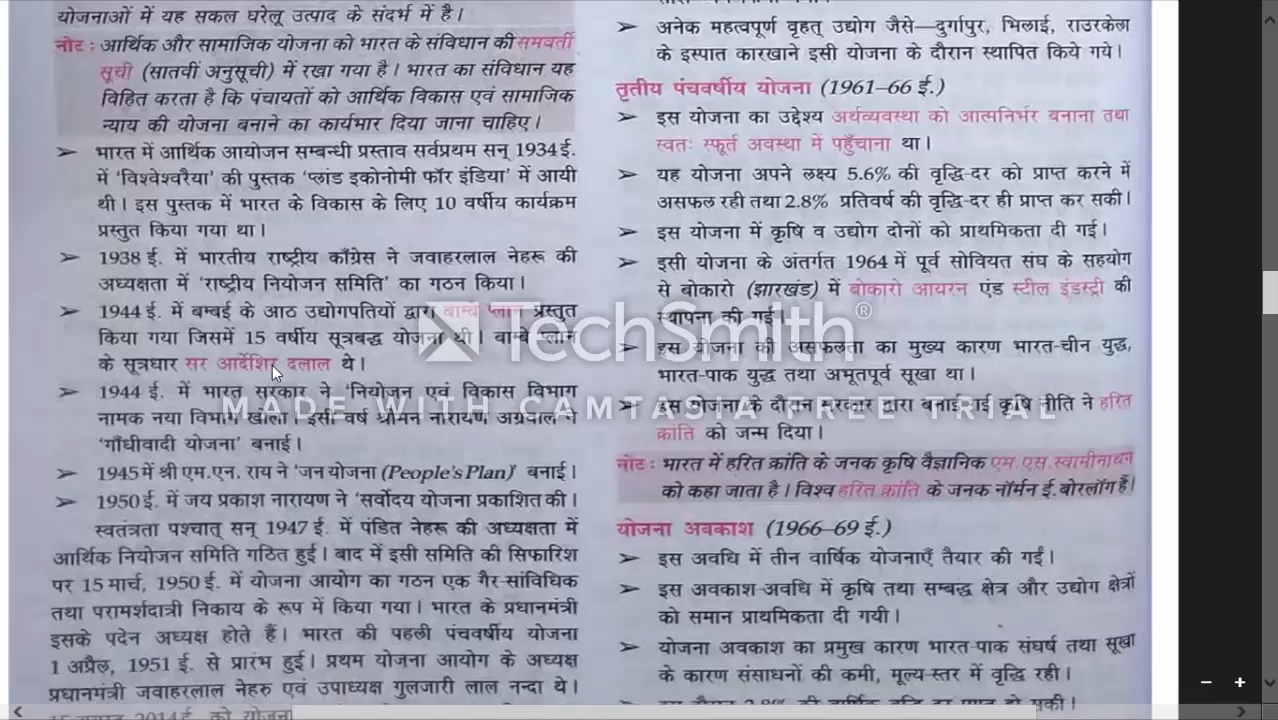 योजनाओं में यह सकल घरेलू उत्पाद के संदर्भ में है।
नोट : आर्थिक और सामाजिक योजना को भारत के संविधान की समवर्ती
सूची (सातवीं अनुसूची) में रखा गया है। भारत का संविधान यह
विहित करता है कि पंचायतों को आर्थिक विकास एवं सामाजिक
न्याय की योजना बनाने का कार्यभार दिया जाना चाहिए।
➢ भारत में आर्थिक आयोजन सम्बन्धी प्रस्ताव सर्वप्रथम सन् 1934 ई.
में 'विश्वेश्वरैया' की पुस्तक 'प्लांड इकोनोमी फॉर इंडिया' में आयी
थी। इस पुस्तक में भारत के विकास के लिए 10 वर्षीय कार्यक्रम
प्रस्तुत किया गया था।
➢ 1938 ई. में भारतीय राष्ट्रीय काँग्रेस ने जवाहरलाल नेहरू की
अध्यक्षता में 'राष्ट्रीय नियोजन समिति' का गठन किया।
➢ 1944 ई. में बम्बई के आठ उद्योगपतियों द्वारा बाम्बे प्लान प्रस्तुत
किया गया जिसमें 15 वर्षीय सूत्रबद्ध योजना थी। बाम्बे प्लान
के सूत्रधार सर आर्देशिर दलाल थे।
➢ 1944 ई. में भारत सरकार ने 'नियोजन एवं विकास विभाग
नामक नया विभाग खोला। इसी वर्ष श्रीमन नारायण अग्रवाल ने
'गाँधीवादी योजना' बनाई।
➢ 1945 में श्री एम.एन. राय ने 'जन योजना (People's Plan)' बनाई।
➢ 1950 ई. में जय प्रकाश नारायण ने 'सर्वोदय योजना प्रकाशित की।
स्वतंत्रता पश्चात् सन् 1947 ई. में पंडित नेहरू की अध्यक्षता में
आर्थिक नियोजन समिति गठित हुई। बाद में इसी समिति की सिफारिश
पर 15 मार्च, 1950 ई. में योजना आयोग का गठन एक गैर-सांविधिक
तथा परामर्शदात्री निकाय के रूप में किया गया। भारत के प्रधानमंत्री
इसके पदेन अध्यक्ष होते हैं। भारत की पहली पंचवर्षीय योजना
1 अप्रैल, 1951 ई. से प्रारंभ हुई। प्रथम योजना आयोग के अध्यक्ष
प्रधानमंत्री जवाहरलाल नेहरु एवं उपाध्यक्ष गुलजारी लाल नन्दा थे।
2014 ई. को योजना
➢ अनेक महत्वपूर्ण वृहत् उद्योग जैसे—दुर्गापुर, भिलाई, राउरकेला
के इस्पात कारखाने इसी योजना के दौरान स्थापित किये गये।
तृतीय पंचवर्षीय योजना (1961–66 ई.)
➢ इस योजना का उद्देश्य अर्थव्यवस्था को आत्मनिर्भर बनाना तथा
स्वतः स्फूर्त अवस्था में पहुँचाना था।
➢ यह योजना अपने लक्ष्य 5.6% की वृद्धि-दर को प्राप्त करने में
असफल रही तथा 2.8% प्रतिवर्ष की वृद्धि-दर ही प्राप्त कर सकी।
➢ इस योजना में कृषि व उद्योग दोनों को प्राथमिकता दी गई।
➢ इसी योजना के अंतर्गत 1964 में पूर्व सोवियत संघ के सहयोग
से बोकारो (झारखंड) में बोकारो आयरन एंड स्टील इंडस्ट्री की
स्थापना की गई।
➢ इस योजना की असफलता का मुख्य कारण भारत-चीन युद्ध,
भारत-पाक युद्ध तथा अभूतपूर्व सूखा था।
➢ इस योजना के दौरान सरकार द्वारा बनाई गई कृषि नीति ने हरित
क्रांति को जन्म दिया।
नोट : भारत में हरित क्रांति के जनक कृषि वैज्ञानिक एम.एस.स्वामीनाथन
को कहा जाता है। विश्व हरित क्रांति के जनक नॉर्मन ई. बोरलॉग हैं।
योजना अवकाश (1966–69 ई.)
➢ इस अवधि में तीन वार्षिक योजनाएँ तैयार की गईं।
➢ इस अवकाश-अवधि में कृषि तथा सम्बद्ध क्षेत्र और उद्योग क्षेत्रों
को समान प्राथमिकता दी गयी।
➢ योजना अवकाश का प्रमुख कारण भारत-पाक संघर्ष तथा सूखा
के कारण संसाधनों की कमी, मूल्य-स्तर में वृद्धि रही।
TechSmith®
MADE WITH CAMTASIA FREE TRIAL